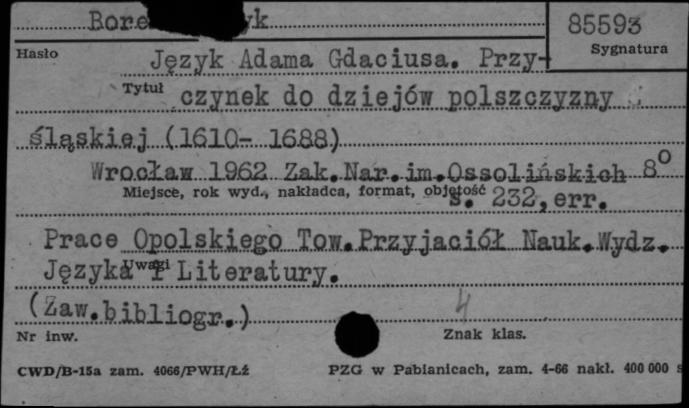 Bore yk 85593
Hasło Sygnatura
Język Adama Gdaciusa. Przy-
Tytuł czynek do dziejów polszczyzny
śląskiej (1610- 1688)
Wrocław 1962 Zak.Nar.im.Ossolińskich 8°
Miejsce, rok wyd., nakładca, format, objętość
s. 232,err.
Prace Opolskiego Tow.Przyjaciół Nauk.Wydz.
Uwagi
Języka i Literatury.
(Zaw.bibliogr.) 4
Nr inw. Znak klas.
CWD/B-15a zam. 4066/PWH/Łź PZG w Pabianicach, zam. 4-66 nakł. 400 000 s